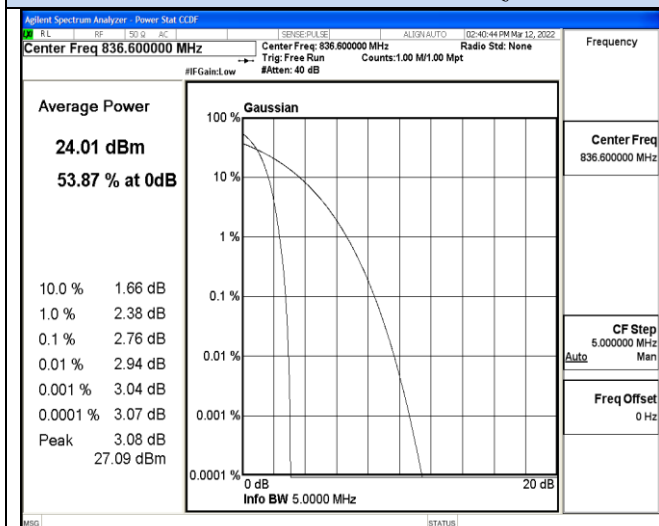 Agilent Spectrum Analyzer - Power Stat CCDF
RL RF 50 Ω AC SENSE:PULSE ALIGN AUTO 02:40:44 PM Mar 12, 2022
Center Freq 836.600000 MHz
Center Freq: 836.600000 MHz Radio Std: None
Trig: Free Run Counts:1.00 M/1.00 Mpt
#IFGain:Low #Atten: 40 dB
Frequency
Average Power
24.01 dBm
53.87 % at 0dB
10.0 % 1.66 dB
1.0 % 2.38 dB
0.1 % 2.76 dB
0.01 % 2.94 dB
0.001 % 3.04 dB
0.0001 % 3.07 dB
Peak 3.08 dB
27.09 dBm
Gaussian
100 %
10 %
1 %
0.1 %
0.01 %
0.001 %
0.0001 %
0 dB 20 dB
Info BW 5.0000 MHz
Center Freq
836.600000 MHz
CF Step
5.000000 MHz
Auto Man
Freq Offset
0 Hz
MSG STATUS